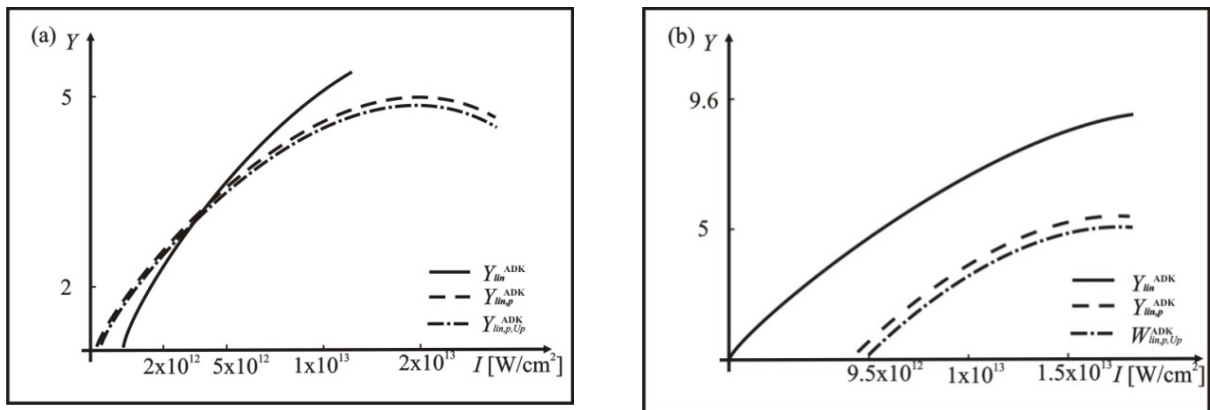 (a) Y
5
2
Y_lin^ADK
Y_lin,p^ADK
Y_lin,p,Up^ADK
2x10^12 5x10^12 1x10^13 2x10^13 I [W/cm^2]
(b) Y
9.6
5
Y_lin^ADK
Y_lin,p^ADK
W_lin,p,Up^ADK
9.5x10^12 1x10^13 1.5x10^13 I [W/cm^2]